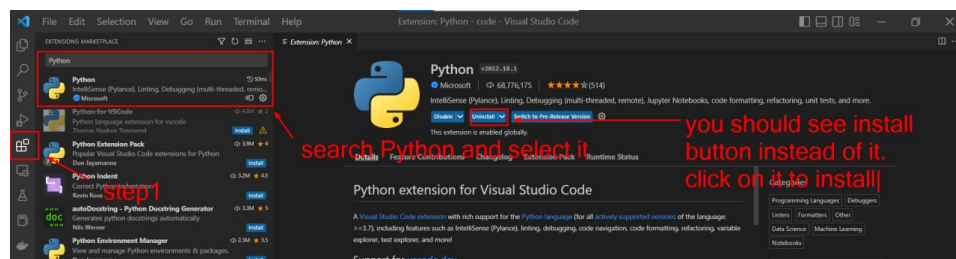 File Edit Selection View Go Run Terminal Help
Extension: Python - code - Visual Studio Code
EXTENSIONS: MARKETPLACE
Python
Python 50ms
IntelliSense (Pylance), Linting, Debugging (multi-threaded, remo...
Microsoft
Python for VSCode
Python language extension for vscode
Thomas Haakon Townsend Install
Python Extension Pack 3.9M 4
Popular Visual Studio Code extensions for Python
Don Jayamanne Install
Python Indent 3.2M 4.5
Correct Python Indentation
Kevin Rose Install
autoDocstring - Python Docstring Generator 3.3M 5
Generates python docstrings automatically
Nils Werner Install
Python Environment Manager 2.3M 3.5
View and manage Python environments & packages.
step1
search Python and select it
Extension: Python
Python v2022.18.1
Microsoft 68,776,175 (514)
IntelliSense (Pylance), Linting, Debugging (multi-threaded, remote), Jupyter Notebooks, code formatting, refactoring, unit tests, and more.
Disable Uninstall Switch to Pre-Release Version
This extension is enabled globally.
you should see install
button instead of it.
click on it to install
Details Feature Contributions Changelog Extension Pack Runtime Status
Python extension for Visual Studio Code
A Visual Studio Code extension with rich support for the Python language (for all actively supported versions of the language:
>=3.7), including features such as IntelliSense (Pylance), linting, debugging, code navigation, code formatting, refactoring, variable
explorer, test explorer, and more!
Support for vscode.dev
Categories
Programming Languages Debuggers
Linters Formatters Other
Data Science Machine Learning
Notebooks